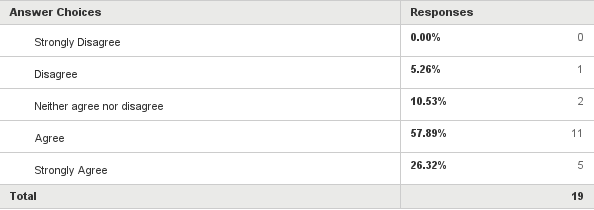 Answer Choices Responses
Strongly Disagree 0.00% 0
Disagree 5.26% 1
Neither agree nor disagree 10.53% 2
Agree 57.89% 11
Strongly Agree 26.32% 5
Total 19